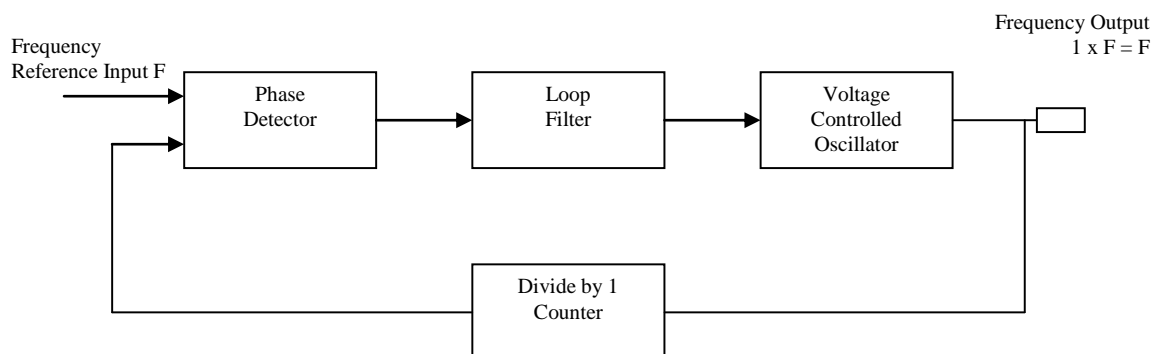 Frequency Output
1 x F = F
Frequency
Reference Input F
Phase
Detector
Loop
Filter
Voltage
Controlled
Oscillator
Divide by 1
Counter